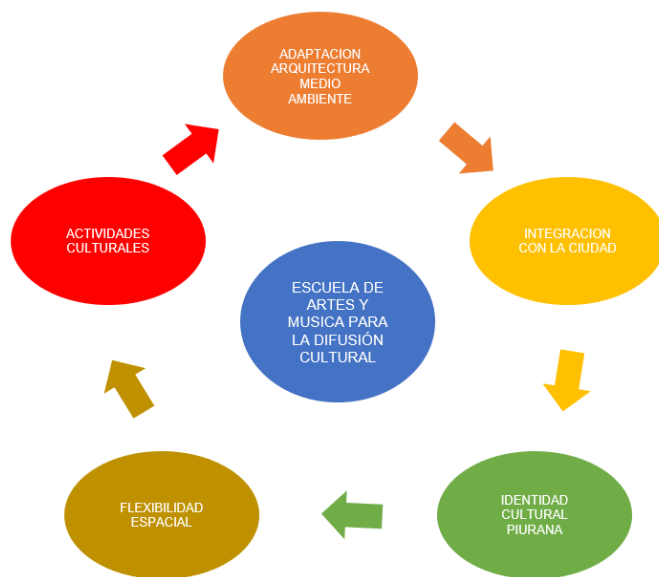 ADAPTACION
ARQUITECTURA
MEDIO
AMBIENTE
INTEGRACION
CON LA CIUDAD
IDENTIDAD
CULTURAL
PIURANA
FLEXIBILIDAD
ESPACIAL
ACTIVIDADES
CULTURALES
ESCUELA DE
ARTES Y
MUSICA PARA
LA DIFUSIÓN
CULTURAL